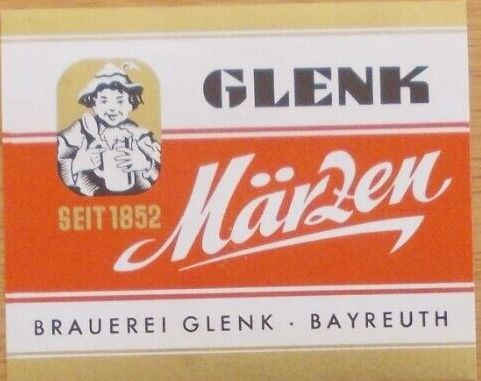 GLENK
SEIT 1852
Märzen
BRAUEREI GLENK · BAYREUTH